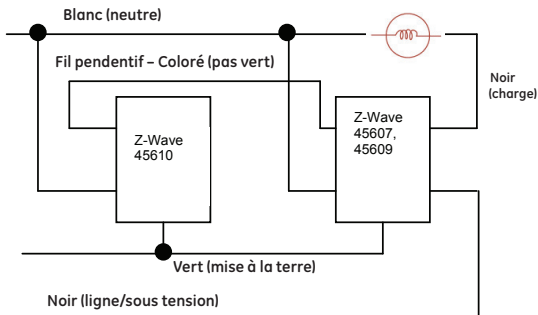 Blanc (neutre)
Fil pendentif – Coloré (pas vert)
Noir
(charge)
Z-Wave
45610
Z-Wave
45607,
45609
Vert (mise à la terre)
Noir (ligne/sous tension)